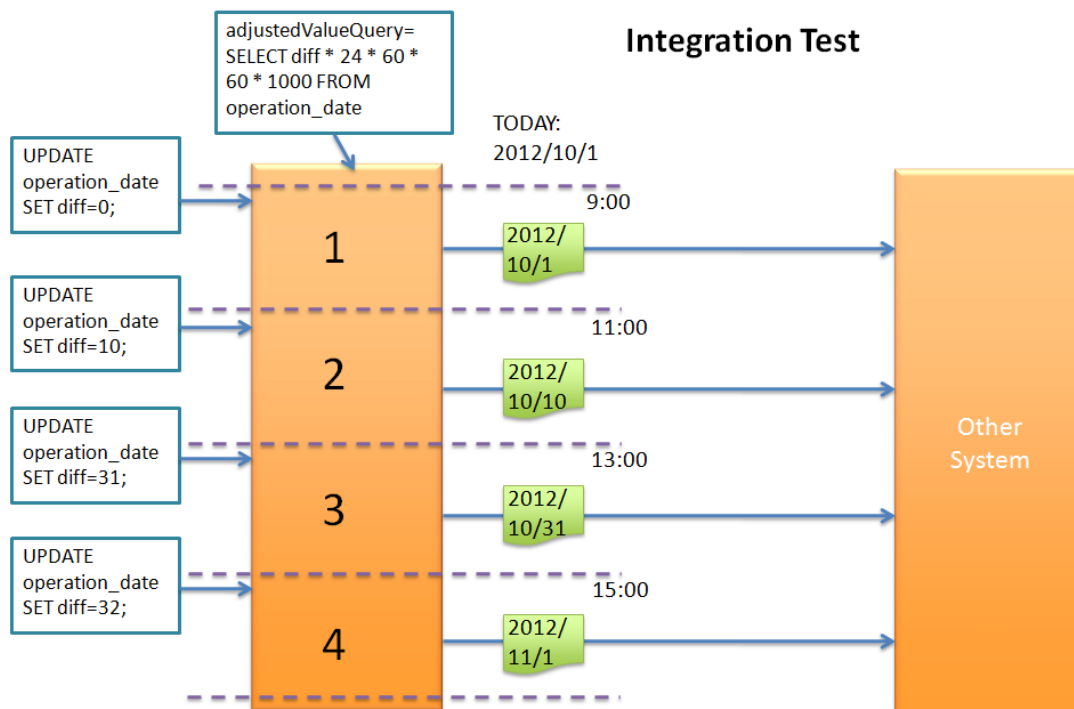 adjustedValueQuery=
SELECT diff * 24 * 60 *
60 * 1000 FROM
operation_date
Integration Test
TODAY:
2012/10/1
UPDATE
operation_date
SET diff=0;
9:00
1
2012/
10/1
UPDATE
operation_date
SET diff=10;
11:00
2
2012/
10/10
UPDATE
operation_date
SET diff=31;
13:00
3
2012/
10/31
Other
System
UPDATE
operation_date
SET diff=32;
15:00
4
2012/
11/1